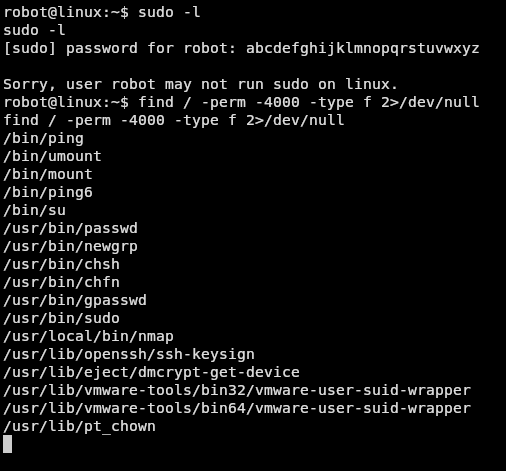 robot@linux:~$ sudo -l
sudo -l
[sudo] password for robot: abcdefghijklmnopqrstuvwxyz
Sorry, user robot may not run sudo on linux.
robot@linux:~$ find / -perm -4000 -type f 2>/dev/null
find / -perm -4000 -type f 2>/dev/null
/bin/ping
/bin/umount
/bin/mount
/bin/ping6
/bin/su
/usr/bin/passwd
/usr/bin/newgrp
/usr/bin/chsh
/usr/bin/chfn
/usr/bin/gpasswd
/usr/bin/sudo
/usr/local/bin/nmap
/usr/lib/openssh/ssh-keysign
/usr/lib/eject/dmcrypt-get-device
/usr/lib/vmware-tools/bin32/vmware-user-suid-wrapper
/usr/lib/vmware-tools/bin64/vmware-user-suid-wrapper
/usr/lib/pt_chown